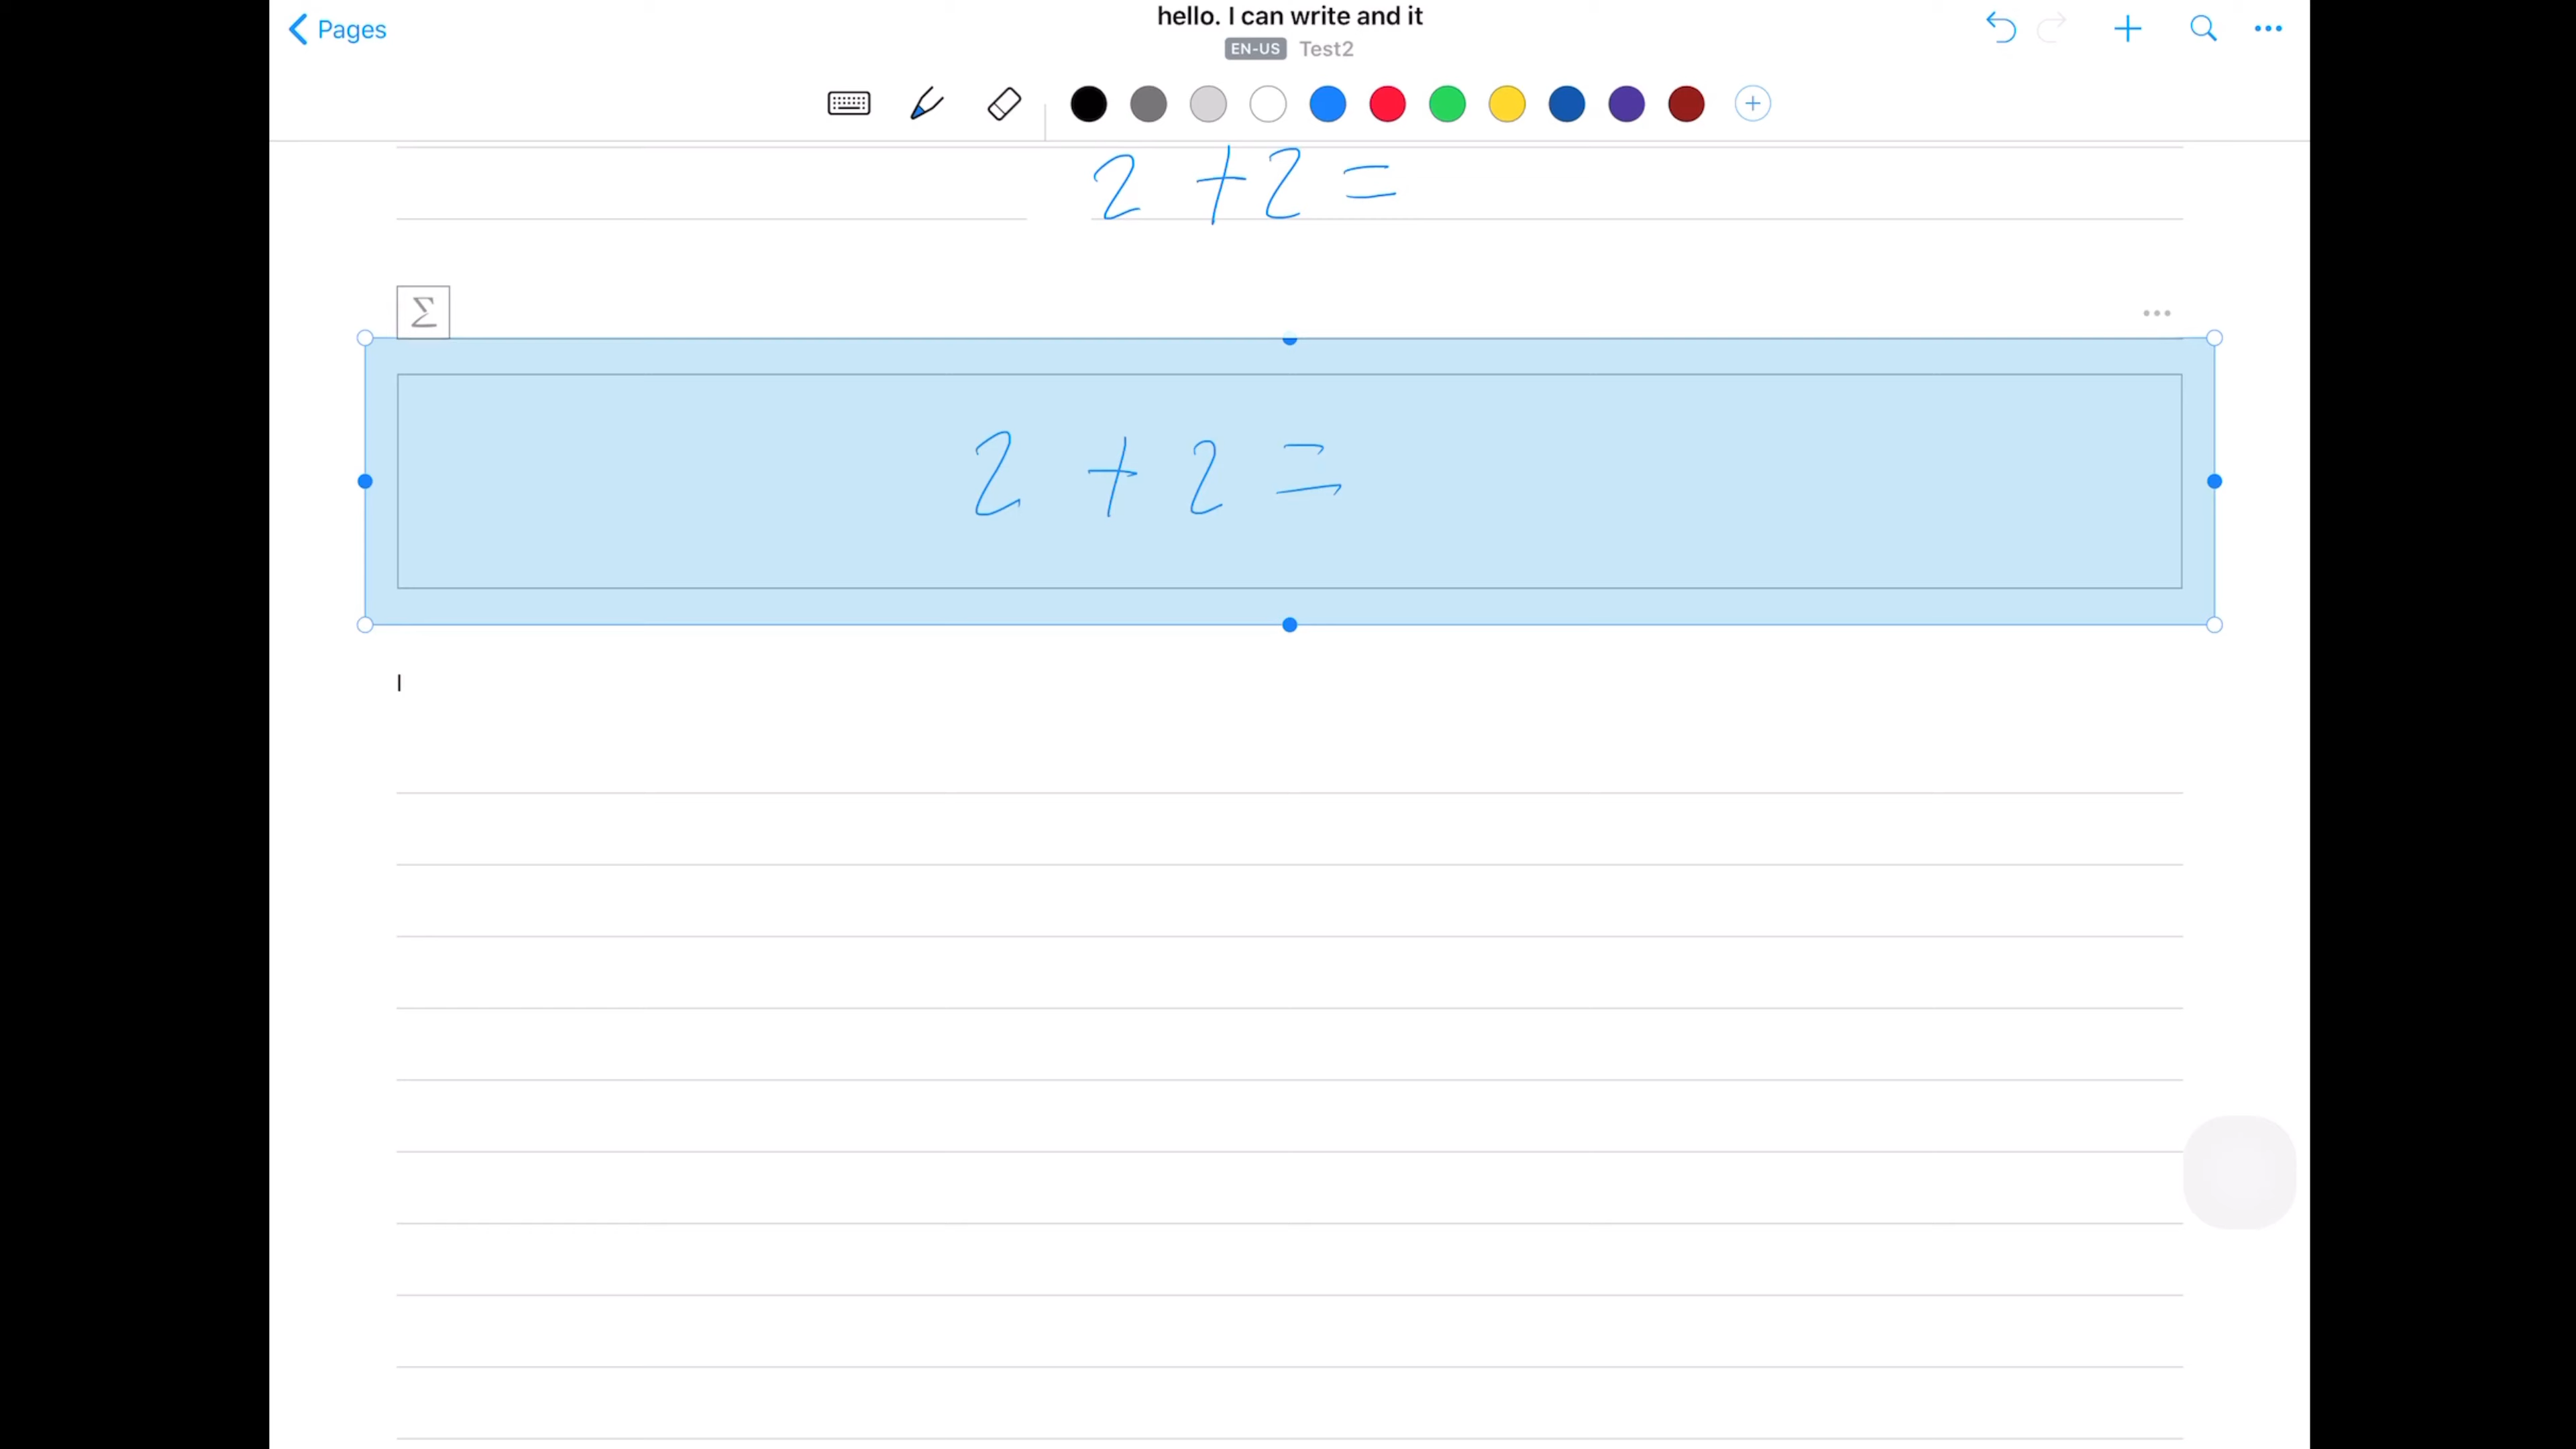 hello. I can write and it
Pages
EN-US Test2
2 + 2 =
Σ
2 + 2 =
I